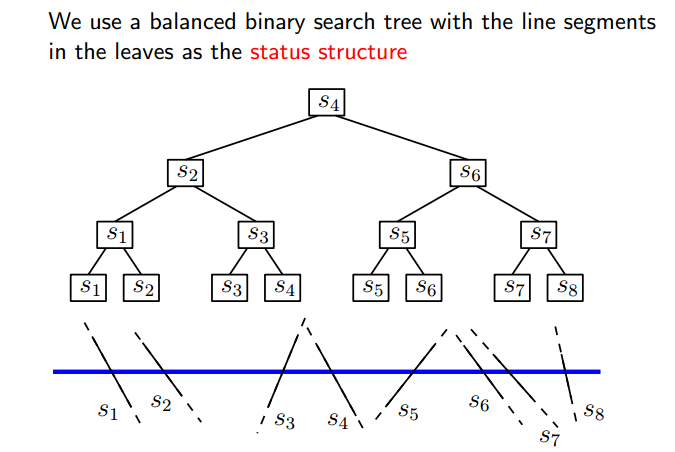 We use a balanced binary search tree with the line segments
in the leaves as the status structure
s4
s2 s6
s1 s3 s5 s7
s1 s2 s3 s4 s5 s6 s7 s8
s1 s2 s3 s4 s5 s6 s7 s8